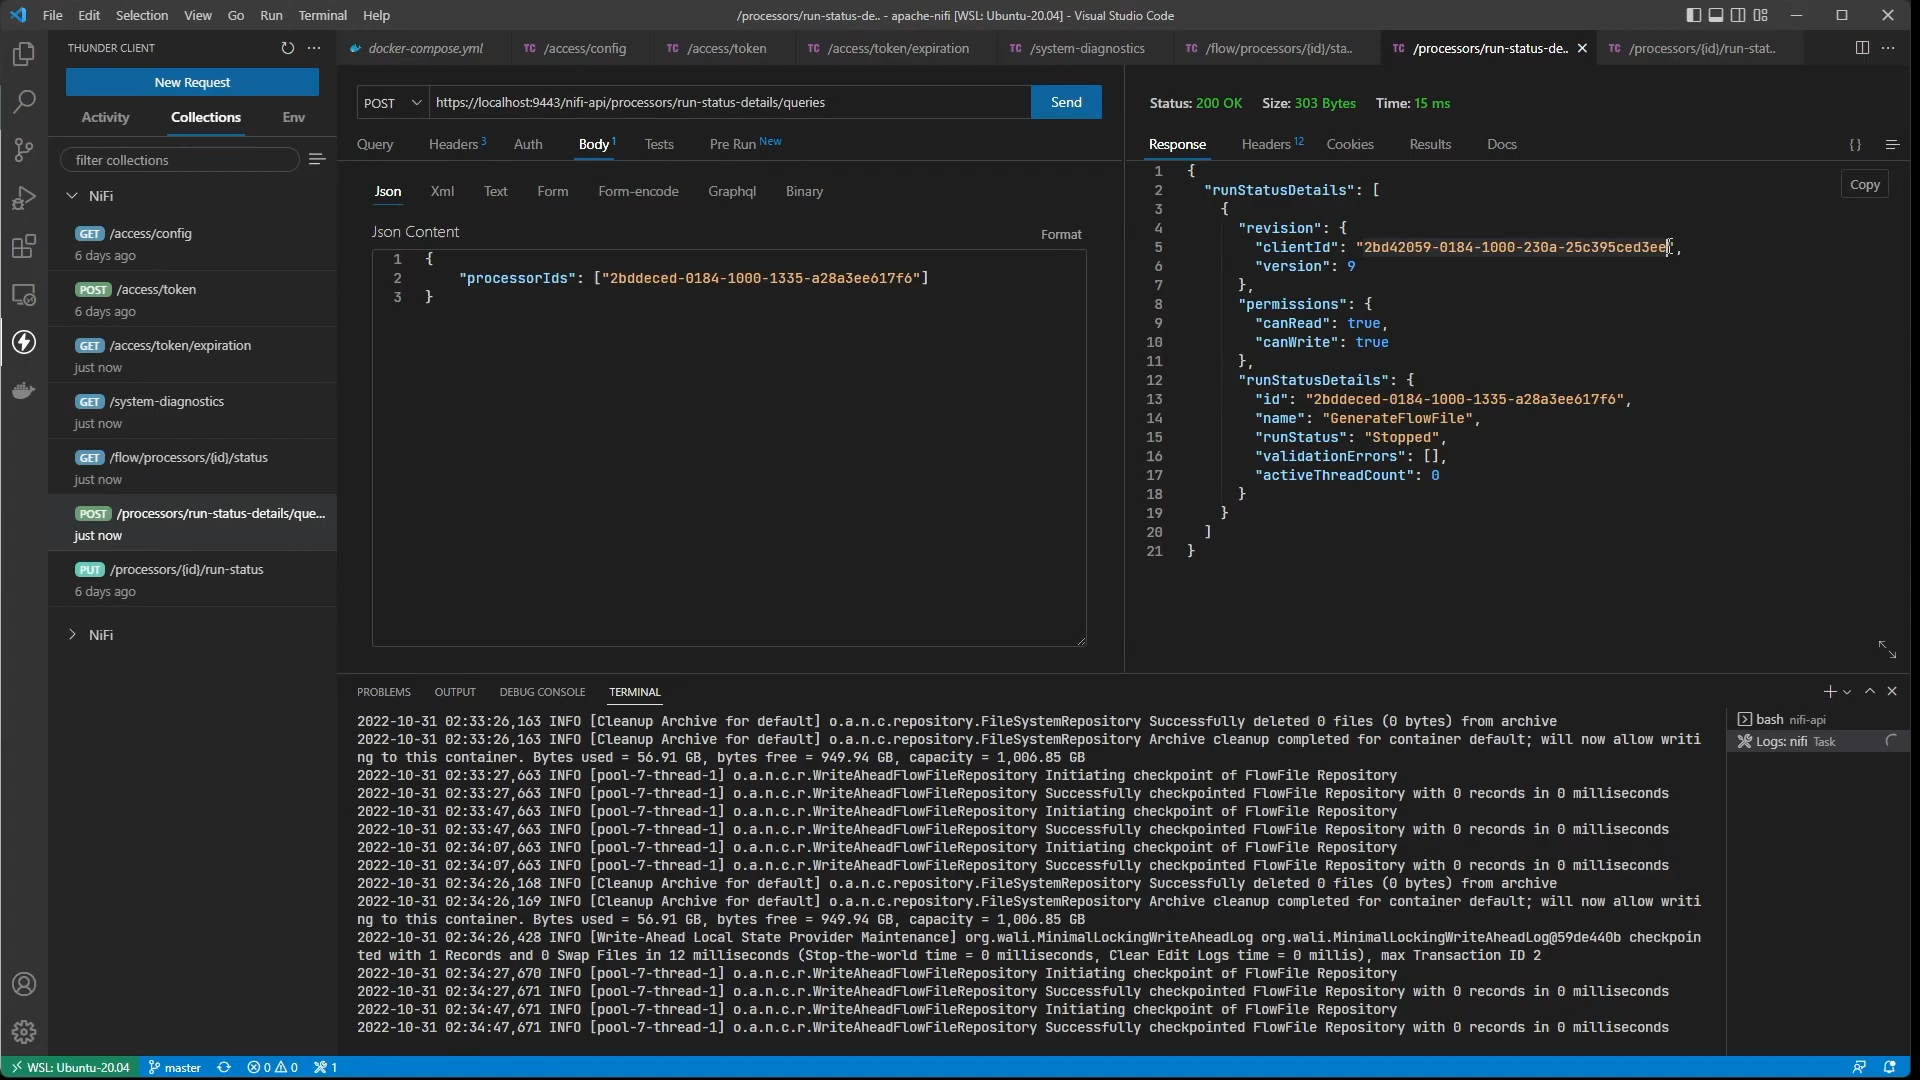 File Edit Selection View Go Run Terminal Help
/processors/run-status-de.. - apache-nifi [WSL: Ubuntu-20.04] - Visual Studio Code
THUNDER CLIENT
New Request
Activity Collections Env
filter collections
NiFi
GET /access/config
6 days ago
POST /access/token
6 days ago
GET /access/token/expiration
just now
GET /system-diagnostics
just now
GET /flow/processors/{id}/status
just now
POST /processors/run-status-details/que...
just now
PUT /processors/{id}/run-status
6 days ago
NiFi
docker-compose.yml TC /access/config TC /access/token TC /access/token/expiration TC /system-diagnostics TC /flow/processors/{id}/sta.. TC /processors/run-status-de.. TC /processors/{id}/run-stat..
POST https://localhost:9443/nifi-api/processors/run-status-details/queries Send
Query Headers 3 Auth Body 1 Tests Pre Run New
Json Xml Text Form Form-encode Graphql Binary
Json Content Format
1 {
2 "processorIds": ["2bddeced-0184-1000-1335-a28a3ee617f6"]
3 }
Status: 200 OK Size: 303 Bytes Time: 15 ms
Response Headers 12 Cookies Results Docs {}
Copy
1 {
2 "runStatusDetails": [
3 {
4 "revision": {
5 "clientId": "2bd42059-0184-1000-230a-25c395ced3ee",
6 "version": 9
7 },
8 "permissions": {
9 "canRead": true,
10 "canWrite": true
11 },
12 "runStatusDetails": {
13 "id": "2bddeced-0184-1000-1335-a28a3ee617f6",
14 "name": "GenerateFlowFile",
15 "runStatus": "Stopped",
16 "validationErrors": [],
17 "activeThreadCount": 0
18 }
19 }
20 ]
21 }
PROBLEMS OUTPUT DEBUG CONSOLE TERMINAL
2022-10-31 02:33:26,163 INFO [Cleanup Archive for default] o.a.n.c.repository.FileSystemRepository Successfully deleted 0 files (0 bytes) from archive
2022-10-31 02:33:26,163 INFO [Cleanup Archive for default] o.a.n.c.repository.FileSystemRepository Archive cleanup completed for container default; will now allow writi
ng to this container. Bytes used = 56.91 GB, bytes free = 949.94 GB, capacity = 1,006.85 GB
2022-10-31 02:33:27,663 INFO [pool-7-thread-1] o.a.n.c.r.WriteAheadFlowFileRepository Initiating checkpoint of FlowFile Repository
2022-10-31 02:33:27,663 INFO [pool-7-thread-1] o.a.n.c.r.WriteAheadFlowFileRepository Successfully checkpointed FlowFile Repository with 0 records in 0 milliseconds
2022-10-31 02:33:47,663 INFO [pool-7-thread-1] o.a.n.c.r.WriteAheadFlowFileRepository Initiating checkpoint of FlowFile Repository
2022-10-31 02:33:47,663 INFO [pool-7-thread-1] o.a.n.c.r.WriteAheadFlowFileRepository Successfully checkpointed FlowFile Repository with 0 records in 0 milliseconds
2022-10-31 02:34:07,663 INFO [pool-7-thread-1] o.a.n.c.r.WriteAheadFlowFileRepository Initiating checkpoint of FlowFile Repository
2022-10-31 02:34:07,663 INFO [pool-7-thread-1] o.a.n.c.r.WriteAheadFlowFileRepository Successfully checkpointed FlowFile Repository with 0 records in 0 milliseconds
2022-10-31 02:34:26,168 INFO [Cleanup Archive for default] o.a.n.c.repository.FileSystemRepository Successfully deleted 0 files (0 bytes) from archive
2022-10-31 02:34:26,169 INFO [Cleanup Archive for default] o.a.n.c.repository.FileSystemRepository Archive cleanup completed for container default; will now allow writi
ng to this container. Bytes used = 56.91 GB, bytes free = 949.94 GB, capacity = 1,006.85 GB
2022-10-31 02:34:26,428 INFO [Write-Ahead Local State Provider Maintenance] org.wali.MinimalLockingWriteAheadLog org.wali.MinimalLockingWriteAheadLog@59de440b checkpoin
ted with 1 Records and 0 Swap Files in 12 milliseconds (Stop-the-world time = 0 milliseconds, Clear Edit Logs time = 0 millis), max Transaction ID 2
2022-10-31 02:34:27,670 INFO [pool-7-thread-1] o.a.n.c.r.WriteAheadFlowFileRepository Initiating checkpoint of FlowFile Repository
2022-10-31 02:34:27,671 INFO [pool-7-thread-1] o.a.n.c.r.WriteAheadFlowFileRepository Successfully checkpointed FlowFile Repository with 0 records in 0 milliseconds
2022-10-31 02:34:47,671 INFO [pool-7-thread-1] o.a.n.c.r.WriteAheadFlowFileRepository Initiating checkpoint of FlowFile Repository
2022-10-31 02:34:47,671 INFO [pool-7-thread-1] o.a.n.c.r.WriteAheadFlowFileRepository Successfully checkpointed FlowFile Repository with 0 records in 0 milliseconds
bash nifi-api
Logs: nifi Task
WSL: Ubuntu-20.04 master 0 0 1